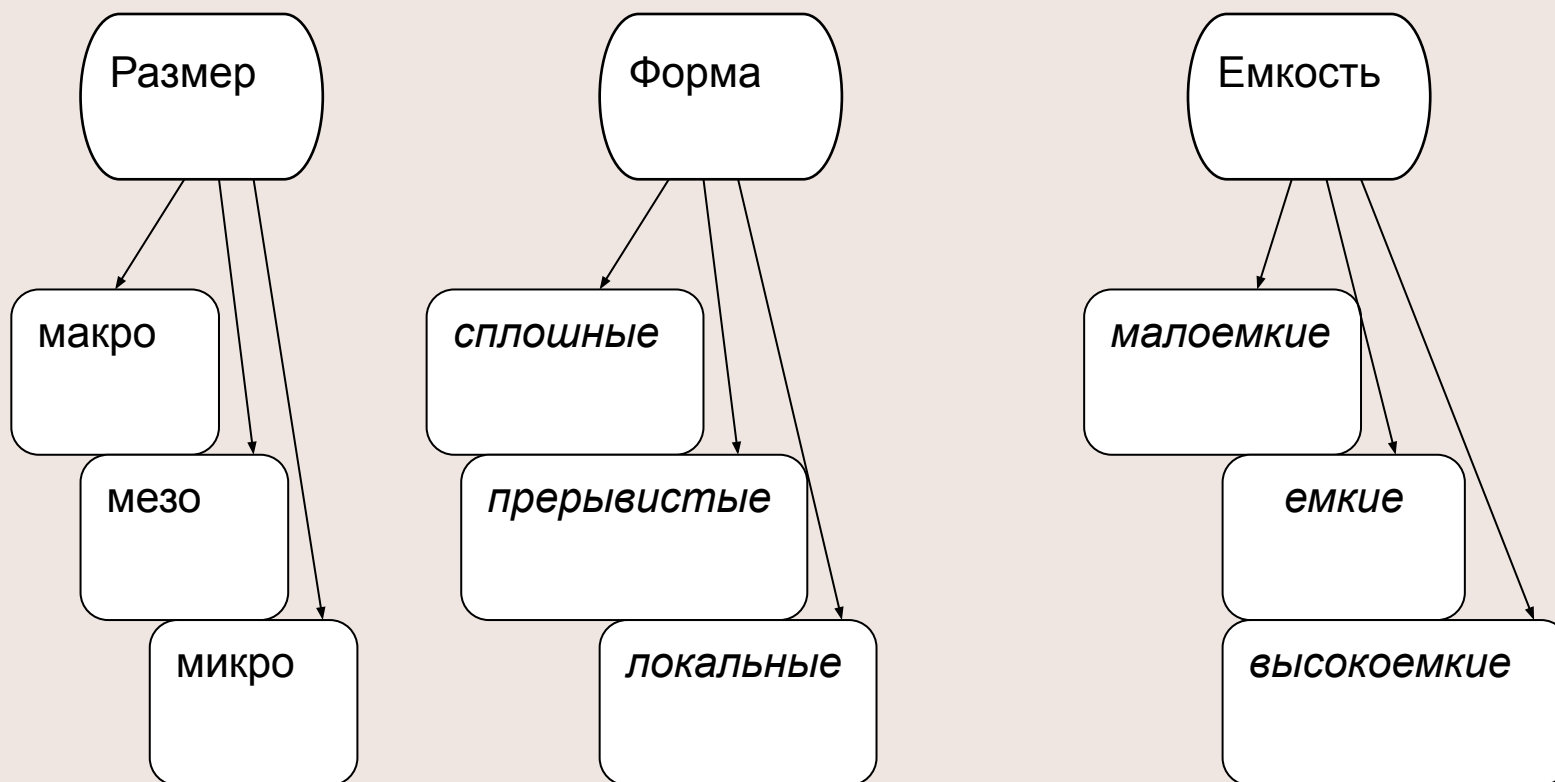 Размер
Форма
Емкость
макро
сплошные
малоемкие
мезо
прерывистые
емкие
микро
локальные
высокоемкие